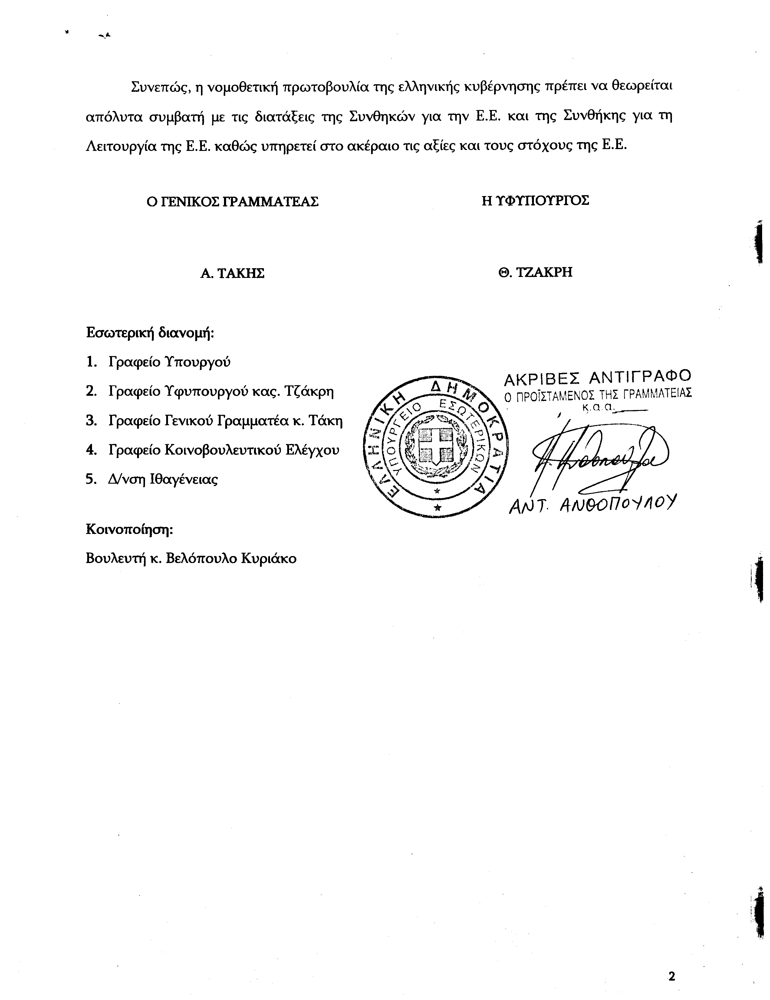 Συνεπώς, η νομοθετική πρωτοβουλία της ελληνικής κυβέρνησης πρέπει να θεωρείται
απόλυτα συμβατή με τις διατάξεις της Συνθηκών για την Ε.Ε. και της Συνθήκης για τη
Λειτουργία της Ε.Ε. καθώς υπηρετεί στο ακέραιο τις αξίες και τους στόχους της Ε.Ε.
Ο ΓΕΝΙΚΟΣ ΓΡΑΜΜΑΤΕΑΣ
Η ΥΦΥΠΟΥΡΓΟΣ
Α. ΤΑΚΗΣ
Θ. ΤΖΑΚΡΗ
Εσωτερική διανομή:
1. Γραφείο Υπουργού
2. Γραφείο Υφυπουργού κας. Τζάκρη
3. Γραφείο Γενικού Γραμματέα κ. Τάκη
4. Γραφείο Κοινοβουλευτικού Ελέγχου
5. Δ/νση Ιθαγένειας
ΕΛΛΗΝΙΚΗ ΔΗΜΟΚΡΑΤΙΑ
ΥΠΟΥΡΓΕΙΟ ΕΣΩΤΕΡΙΚΩΝ
ΑΚΡΙΒΕΣ ΑΝΤΙΓΡΑΦΟ
Ο ΠΡΟΪΣΤΑΜΕΝΟΣ ΤΗΣ ΓΡΑΜΜΑΤΕΙΑΣ
κ.α.α.
ΑΝΤ. ΑΝΘΟΠΟΥΛΟΥ
Κοινοποίηση:
Βουλευτή κ. Βελόπουλο Κυριάκο
2